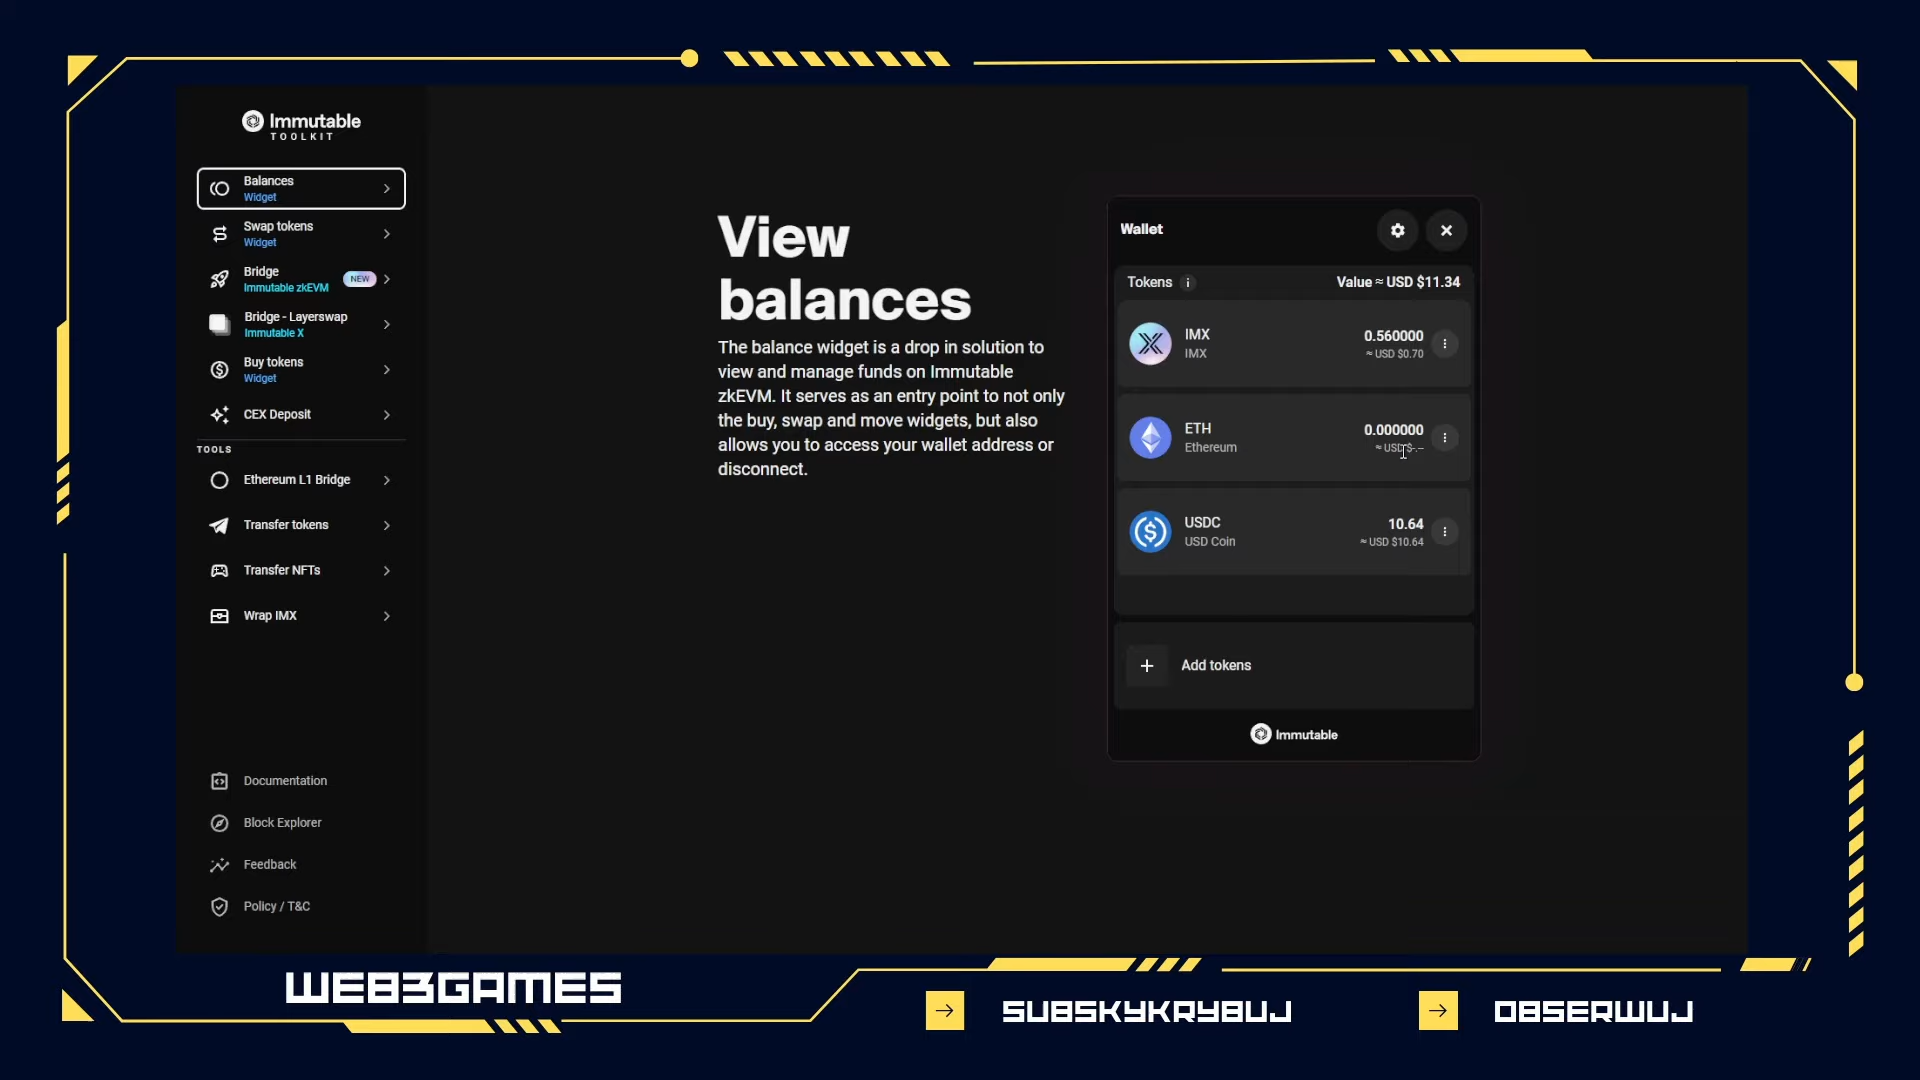 Immutable
TOOLKIT
Balances
Widget
Swap tokens
Widget
Bridge
Immutable zkEVM
NEW
Bridge - Layerswap
Immutable X
Buy tokens
Widget
CEX Deposit
TOOLS
Ethereum L1 Bridge
Transfer tokens
Transfer NFTs
Wrap IMX
Documentation
Block Explorer
Feedback
Policy / T&C
View
balances
The balance widget is a drop in solution to
view and manage funds on Immutable
zkEVM. It serves as an entry point to not only
the buy, swap and move widgets, but also
allows you to access your wallet address or
disconnect.
Wallet
Tokens
Value ≈ USD $11.34
IMX
IMX
0.560000
≈ USD $0.70
ETH
Ethereum
0.000000
≈ USD $-.--
USDC
USD Coin
10.64
≈ USD $10.64
Add tokens
Immutable
WEB3GAMES
SUBSKYKRYBUJ
OBSERWUJ